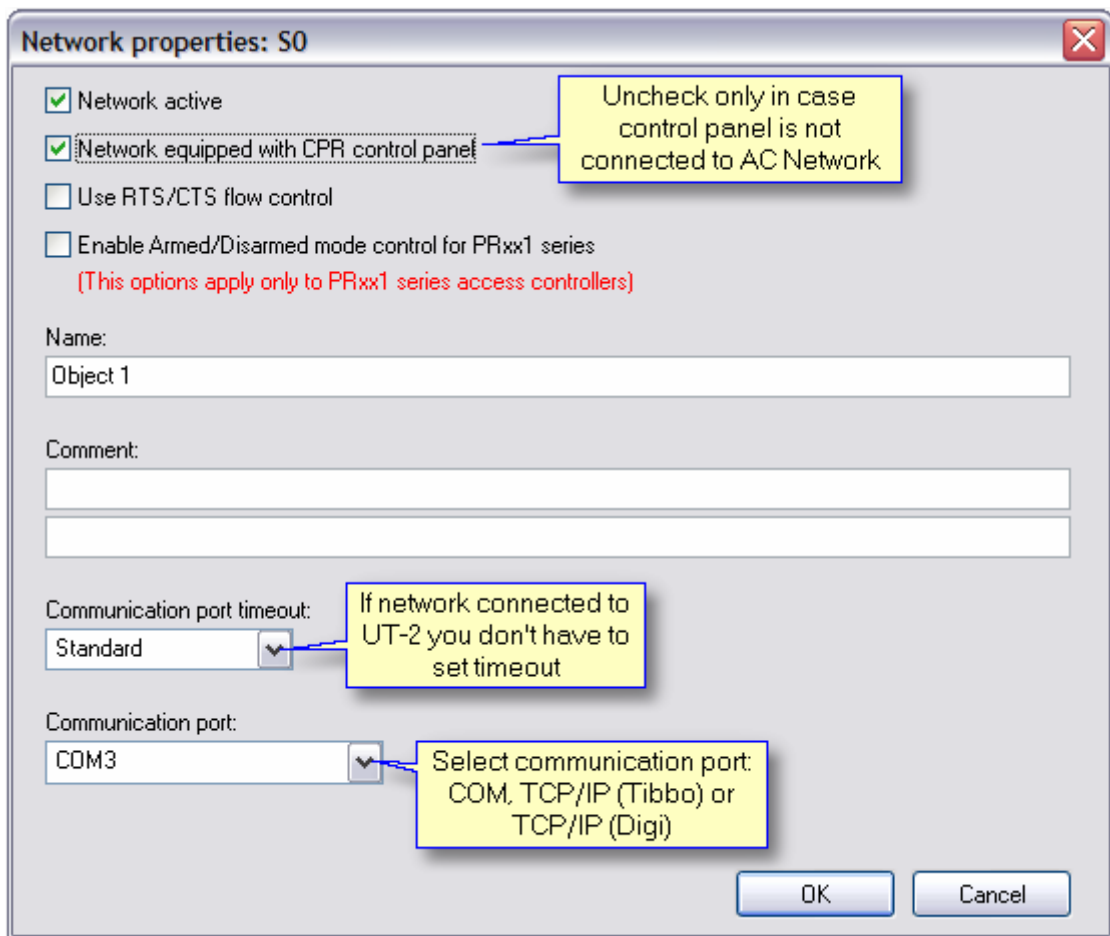 Network properties: S0
Network active
Uncheck only in case
control panel is not
connected to AC Network
Network equipped with CPR control panel
Use RTS/CTS flow control
Enable Armed/Disarmed mode control for PRxx1 series
(This options apply only to PRxx1 series access controllers)
Name:
Object 1
Comment:
Communication port timeout:
Standard
If network connected to
UT-2 you don't have to
set timeout
Communication port:
COM3
Select communication port:
COM, TCP/IP (Tibbo) or
TCP/IP (Digi)
OK
Cancel